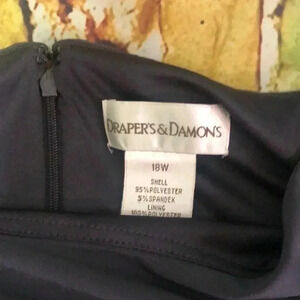 DRAPER'S & DAMON'S
18W
SHELL
95% POLYESTER
5% SPANDEX
LINING
100% POLYESTER